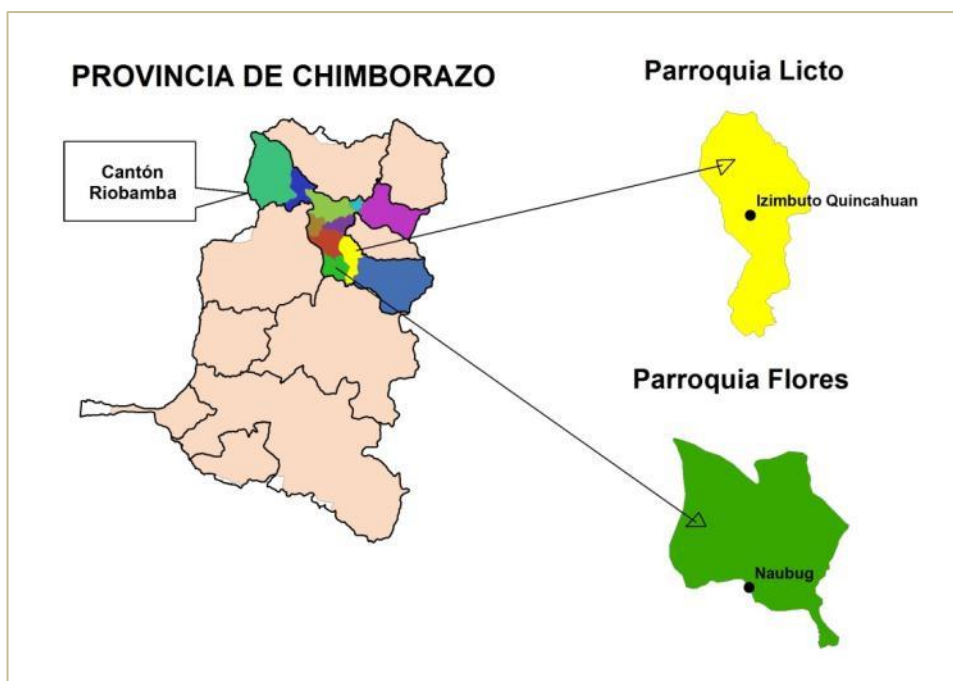 PROVINCIA DE CHIMBORAZO
Cantón
Riobamba
Parroquia Licto
Izimbuto Quincahuan
Parroquia Flores
Naubug